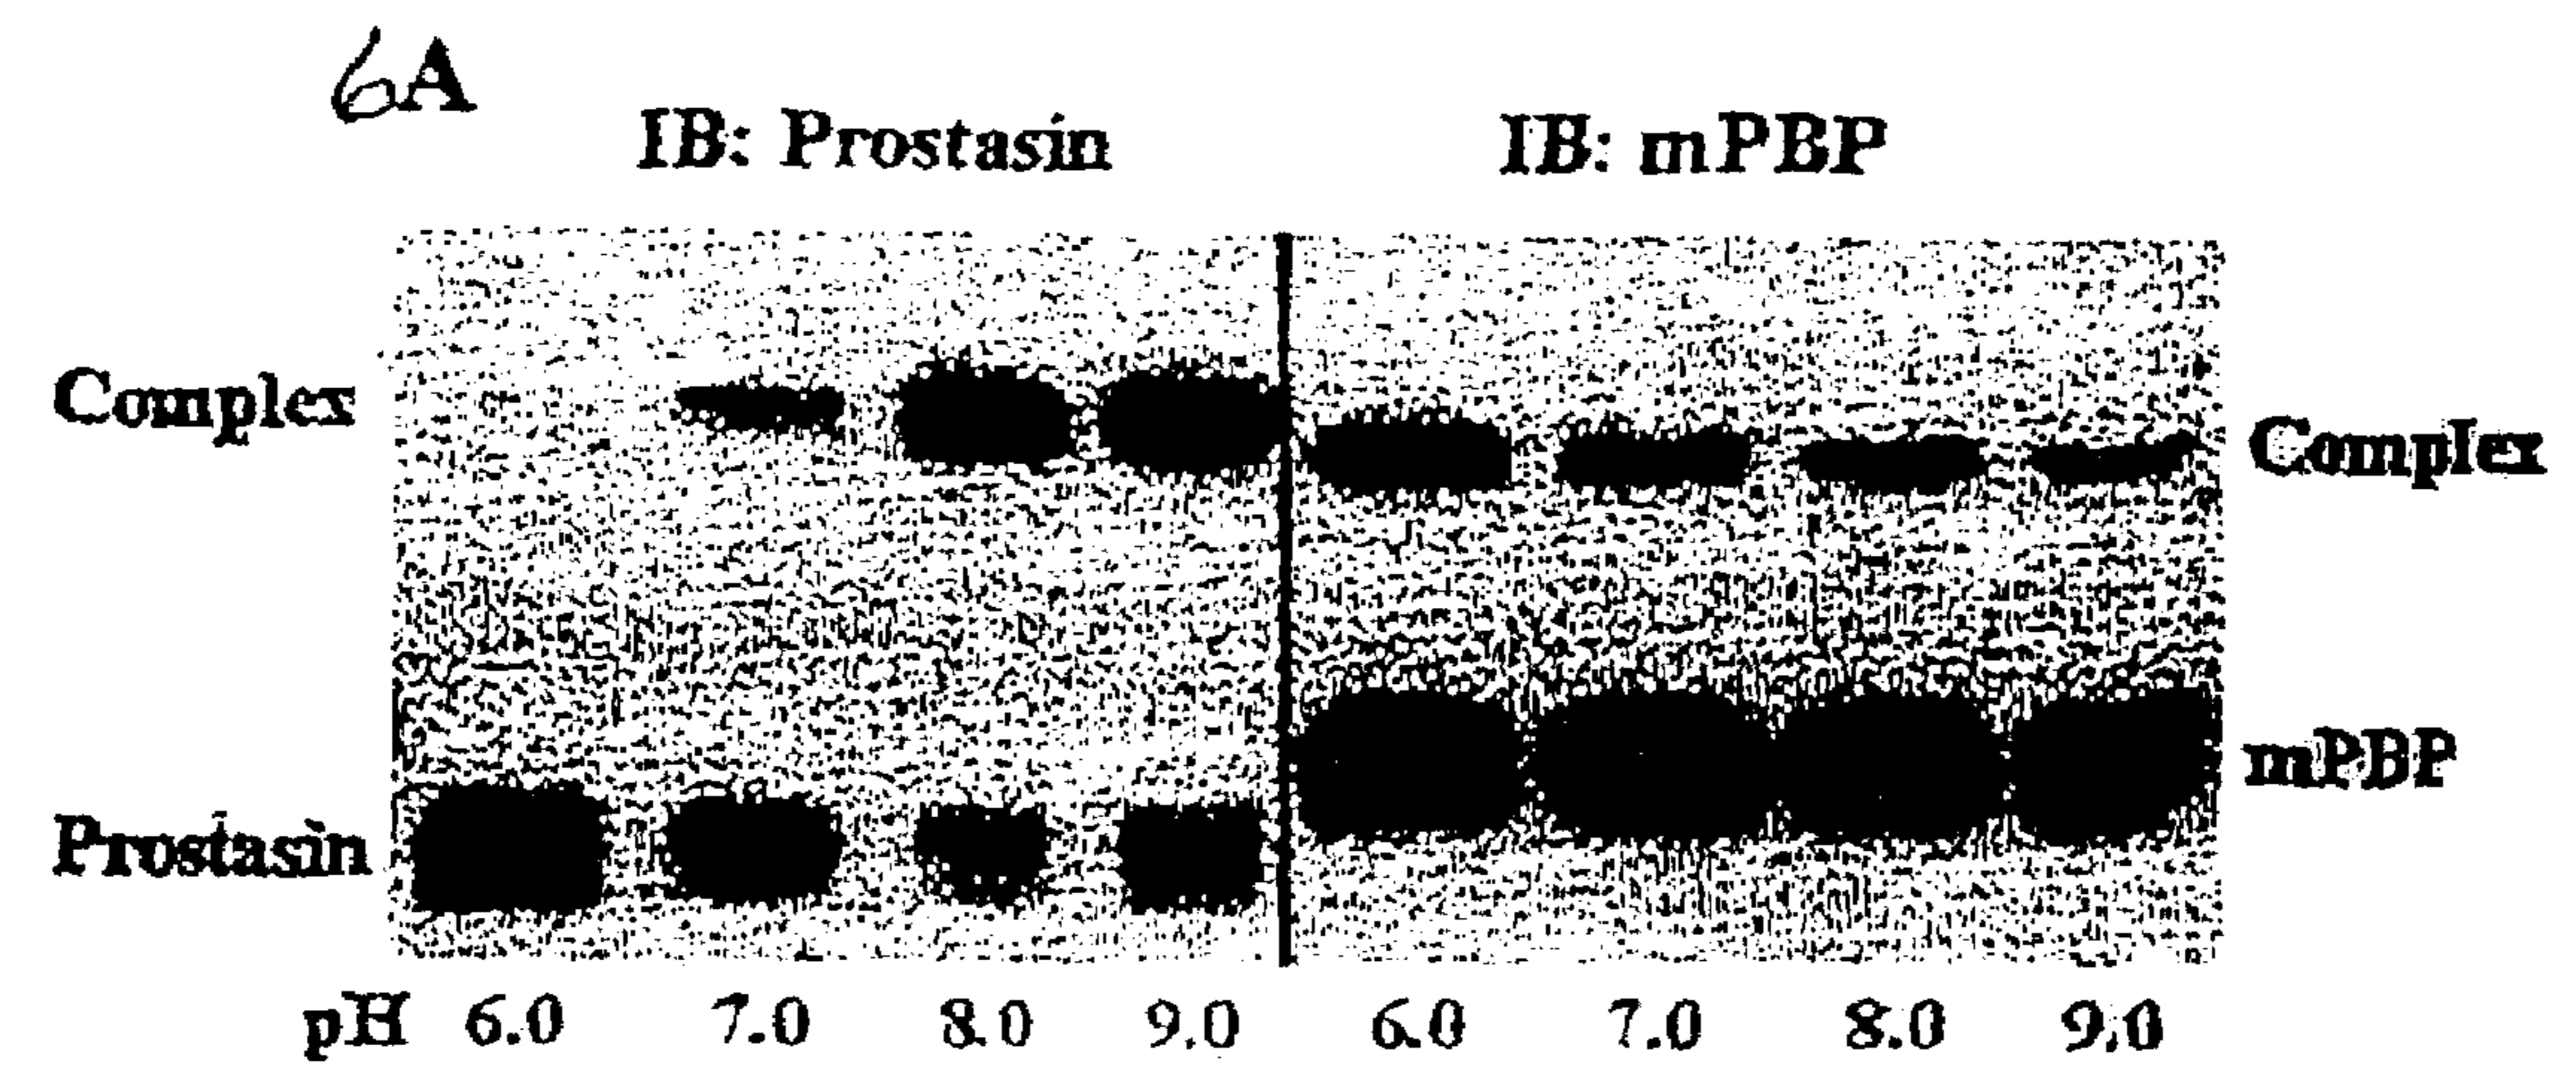 6A
IB: Prostasin IB: mPBP
Complex
Complex
mPBP
Prostasin
pH 6.0 7.0 8.0 9.0 6.0 7.0 8.0 9.0